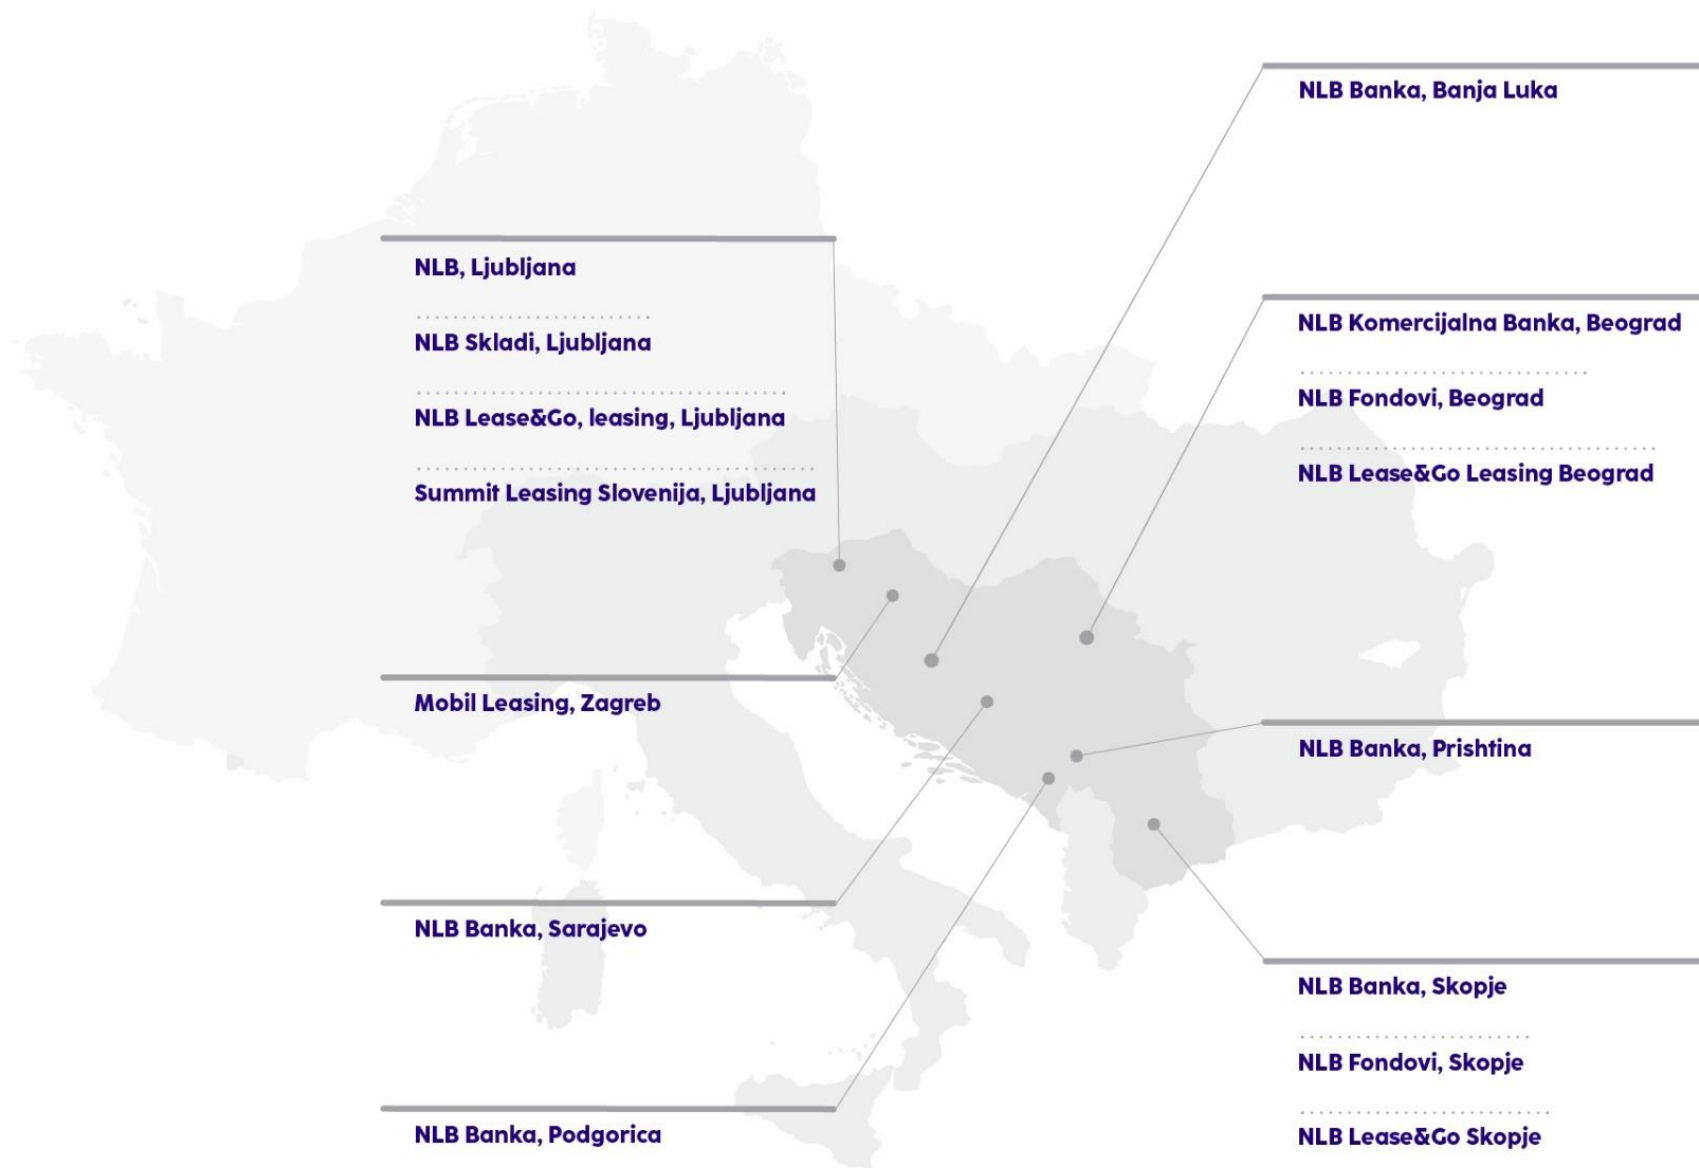 NLB, Ljubljana
NLB Skladi, Ljubljana
NLB Lease&Go, leasing, Ljubljana
Summit Leasing Slovenija, Ljubljana
Mobil Leasing, Zagreb
NLB Banka, Sarajevo
NLB Banka, Podgorica
NLB Banka, Banja Luka
NLB Komercijalna Banka, Beograd
NLB Fondovi, Beograd
NLB Lease&Go Leasing Beograd
NLB Banka, Prishtina
NLB Banka, Skopje
NLB Fondovi, Skopje
NLB Lease&Go Skopje